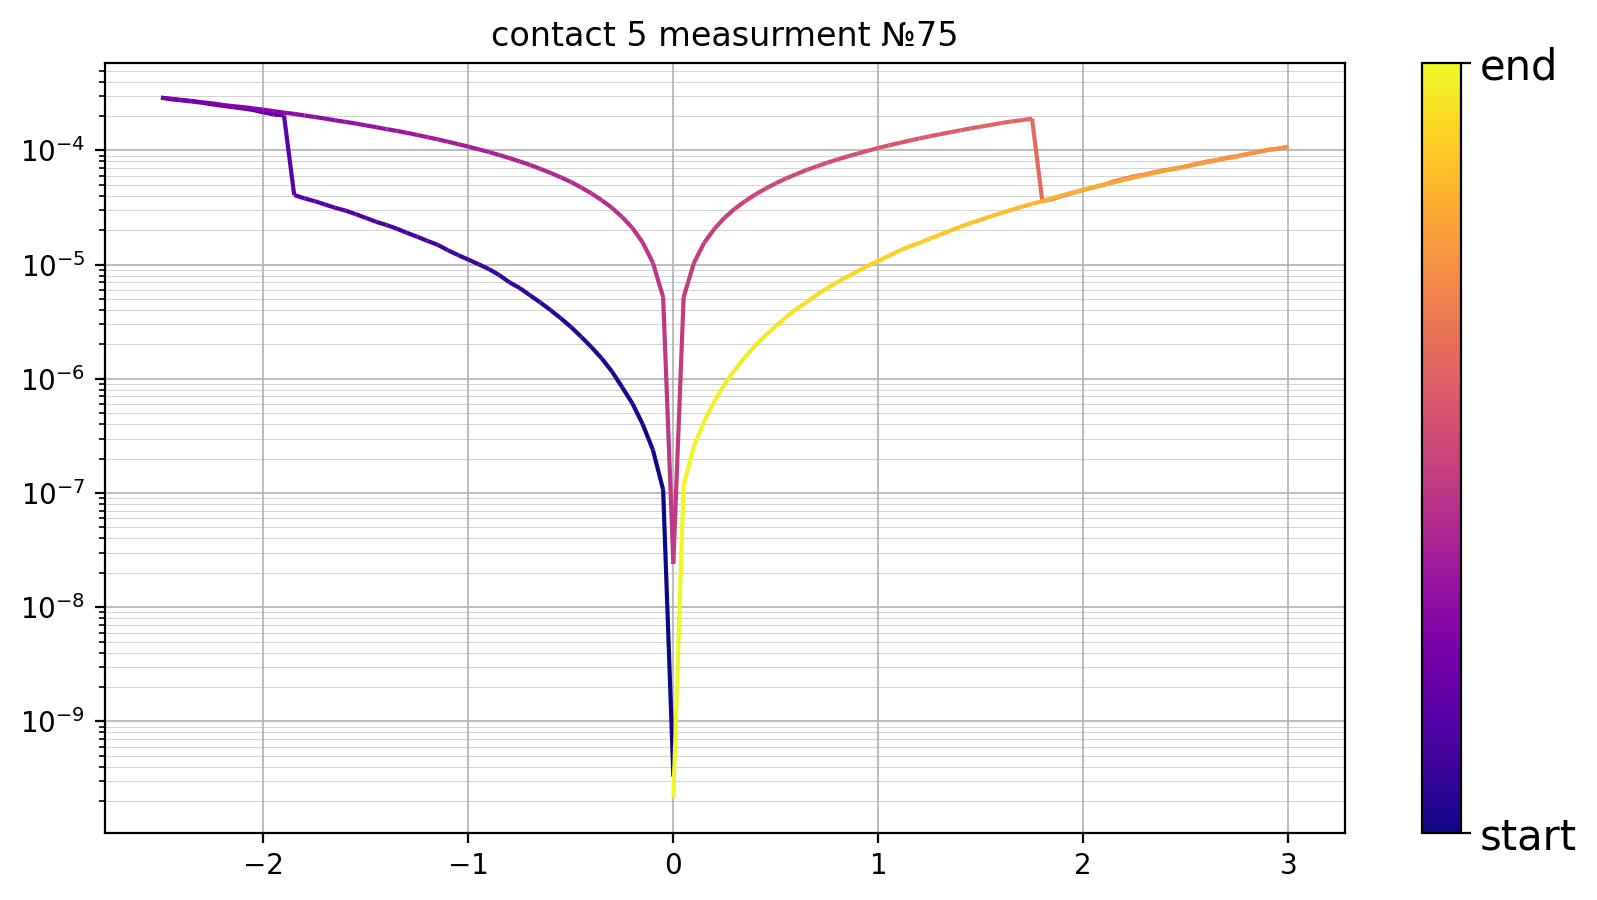 contact 5 measurment №75
end
10⁻⁴
10⁻⁵
10⁻⁶
10⁻⁷
10⁻⁸
10⁻⁹
−2 −1 0 1 2 3
start